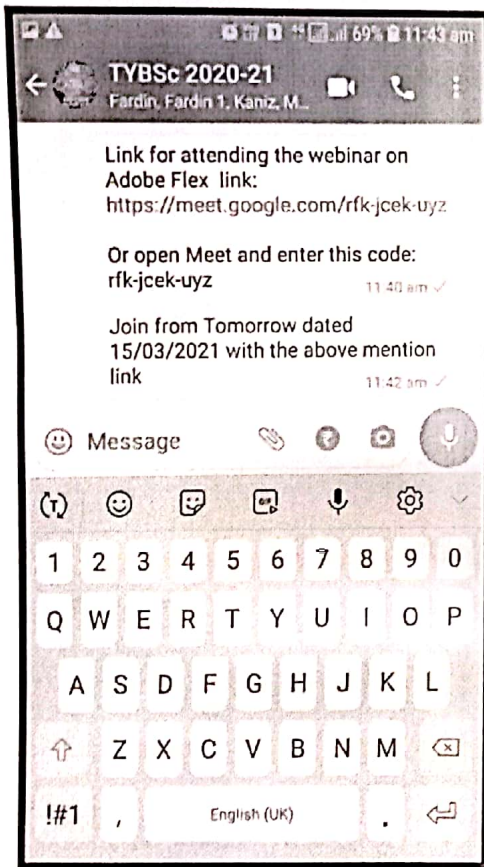 69% 11:43 am
TYBSc 2020-21
Fardin, Fardin 1, Kaniz, M...
Link for attending the webinar on
Adobe Flex link:
https://meet.google.com/rfk-jcek-uyz
Or open Meet and enter this code:
rfk-jcek-uyz
11:40 am
Join from Tomorrow dated
15/03/2021 with the above mention
link
11:42 am
Message
GIF
1 2 3 4 5 6 7 8 9 0
Q W E R T Y U I O P
A S D F G H J K L
Z X C V B N M
!#1 , English (UK) .